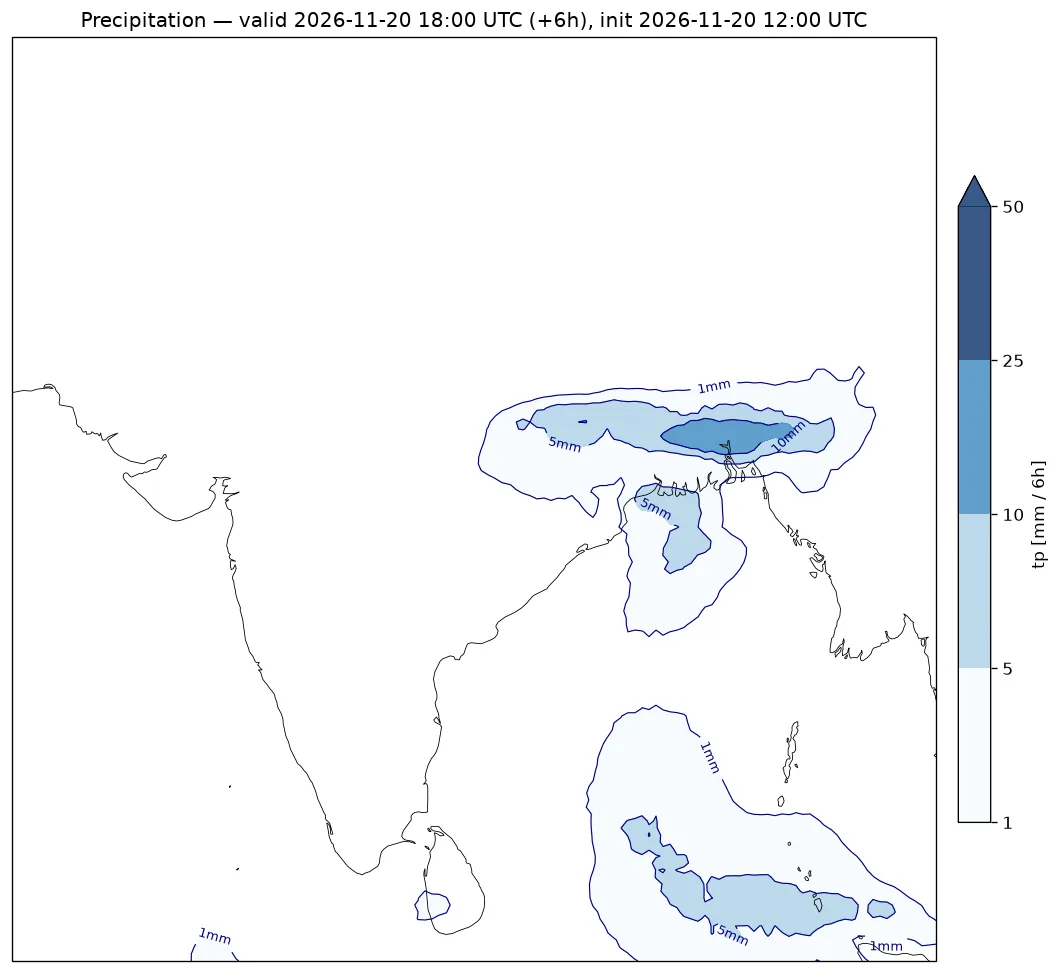 Precipitation — valid 2026-11-20 18:00 UTC (+6h), init 2026-11-20 12:00 UTC
1mm
5mm
10mm
5mm
1mm
5mm
1mm
1mm
50
25
10
5
1
tp [mm / 6h]